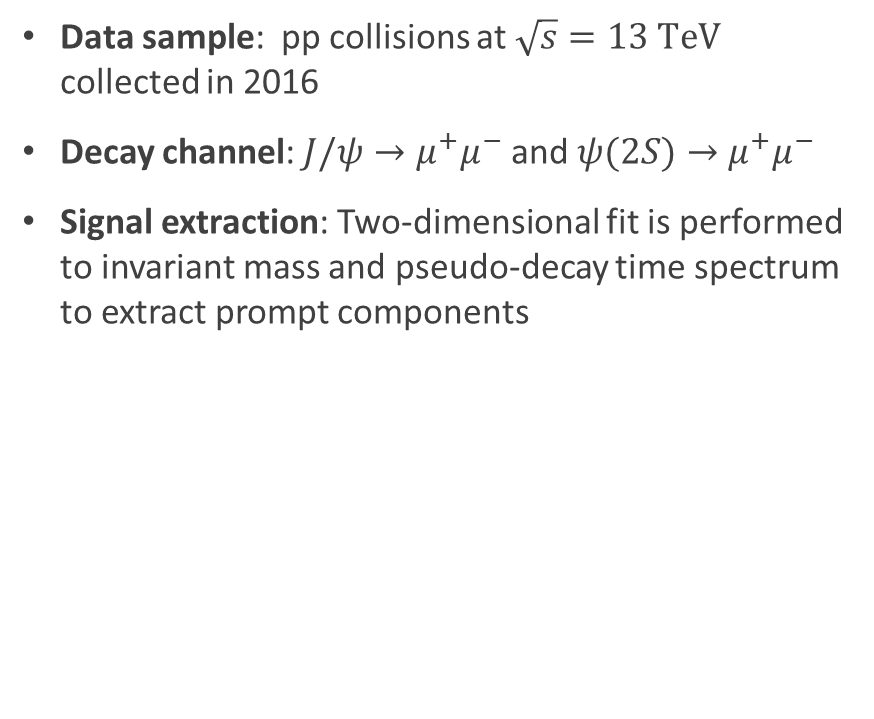 • Data sample: pp collisions at √s = 13 TeV
collected in 2016
• Decay channel: J/ψ → μ⁺μ⁻ and ψ(2S) → μ⁺μ⁻
• Signal extraction: Two-dimensional fit is performed
to invariant mass and pseudo-decay time spectrum
to extract prompt components